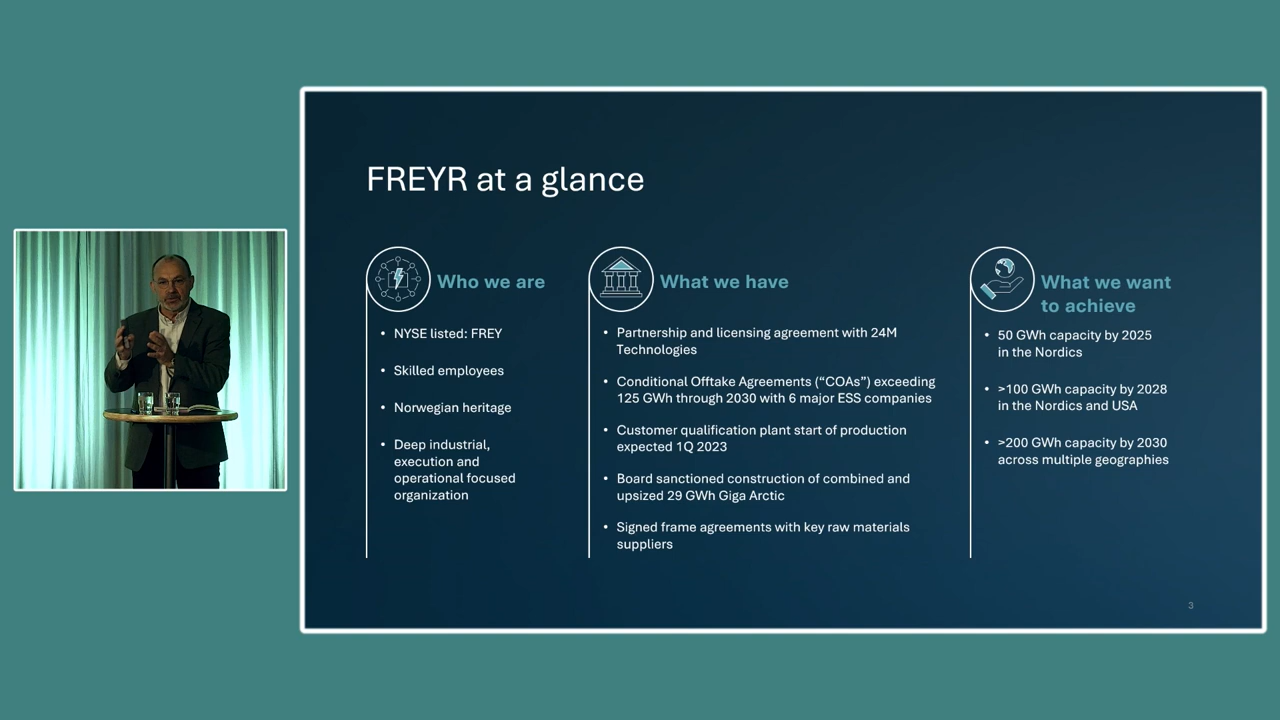 FREYR at a glance
Who we are
• NYSE listed: FREY
• Skilled employees
• Norwegian heritage
• Deep industrial,
execution and
operational focused
organization
What we have
• Partnership and licensing agreement with 24M
Technologies
• Conditional Offtake Agreements (“COAs”) exceeding
125 GWh through 2030 with 6 major ESS companies
• Customer qualification plant start of production
expected 1Q 2023
• Board sanctioned construction of combined and
upsized 29 GWh Giga Arctic
• Signed frame agreements with key raw materials
suppliers
What we want
to achieve
• 50 GWh capacity by 2025
in the Nordics
• >100 GWh capacity by 2028
in the Nordics and USA
• >200 GWh capacity by 2030
across multiple geographies
3